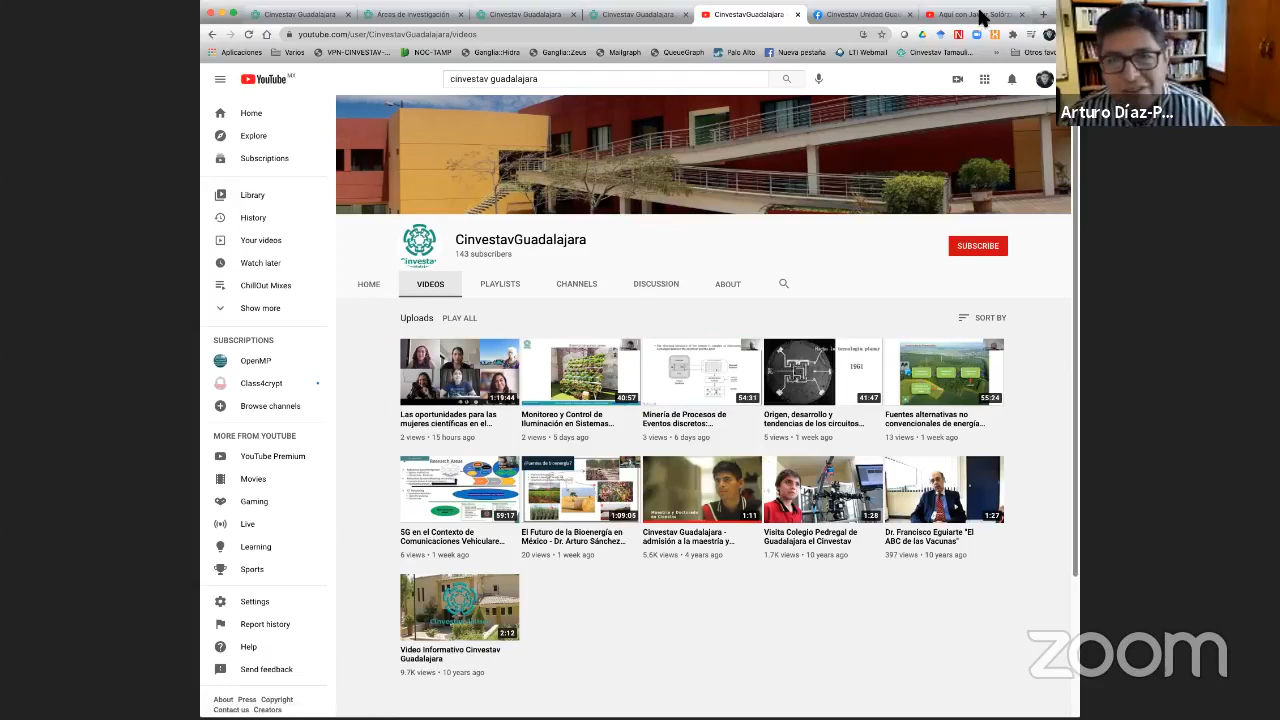 Cinvestav Guadalajara
Áreas de investigación
Cinvestav Guadalajara
Cinvestav Guadalajara
CinvestavGuadalajara
Cinvestav Unidad Gua
youtube.com/user/CinvestavGuadalajara/videos
Aplicaciones
Varios
VPN-CINVESTAV-...
NOC-TAMP
Ganglia::Hidra
Ganglia::Zeus
Mailgraph
QueueGraph
Palo Alto
Nueva pestaña
LTI Webmail
Cinvestav Tamauli...
Otros favo
Arturo Díaz-P...
YouTube MX
cinvestav guadalajara
Home
Explore
Subscriptions
Library
History
Your videos
Watch later
ChillOut Mixes
Show more
SUBSCRIPTIONS
OpenMP
Class4crypt
Browse channels
MORE FROM YOUTUBE
YouTube Premium
Movies
Gaming
Live
Learning
Sports
Settings
Report history
Help
Send feedback
About Press Copyright
Contact us Creators
CinvestavGuadalajara
143 subscribers
SUBSCRIBE
HOME
VIDEOS
PLAYLISTS
CHANNELS
DISCUSSION
ABOUT
Uploads
PLAY ALL
SORT BY
1:19:44
Las oportunidades para las
mujeres científicas en el...
2 views • 15 hours ago
40:57
Monitoreo y Control de
Iluminación en Sistemas...
2 views • 5 days ago
54:31
Minería de Procesos de
Eventos discretos:...
3 views • 6 days ago
1961
41:47
Origen, desarrollo y
tendencias de los circuitos...
5 views • 1 week ago
55:24
Fuentes alternativas no
convencionales de energía...
13 views • 1 week ago
59:17
5G en el Contexto de
Comunicaciones Vehiculare...
6 views • 1 week ago
1:09:05
El Futuro de la Bioenergía en
México - Dr. Arturo Sánchez...
20 views • 1 week ago
1:11
Cinvestav Guadalajara -
admisión a la maestría y...
5.6K views • 4 years ago
1:28
Visita Colegio Pedregal de
Guadalajara el Cinvestav
1.7K views • 10 years ago
1:27
Dr. Francisco Eguiarte "El
ABC de las Vacunas"
397 views • 10 years ago
2:12
Video Informativo Cinvestav
Guadalajara
9.7K views • 10 years ago
zoom